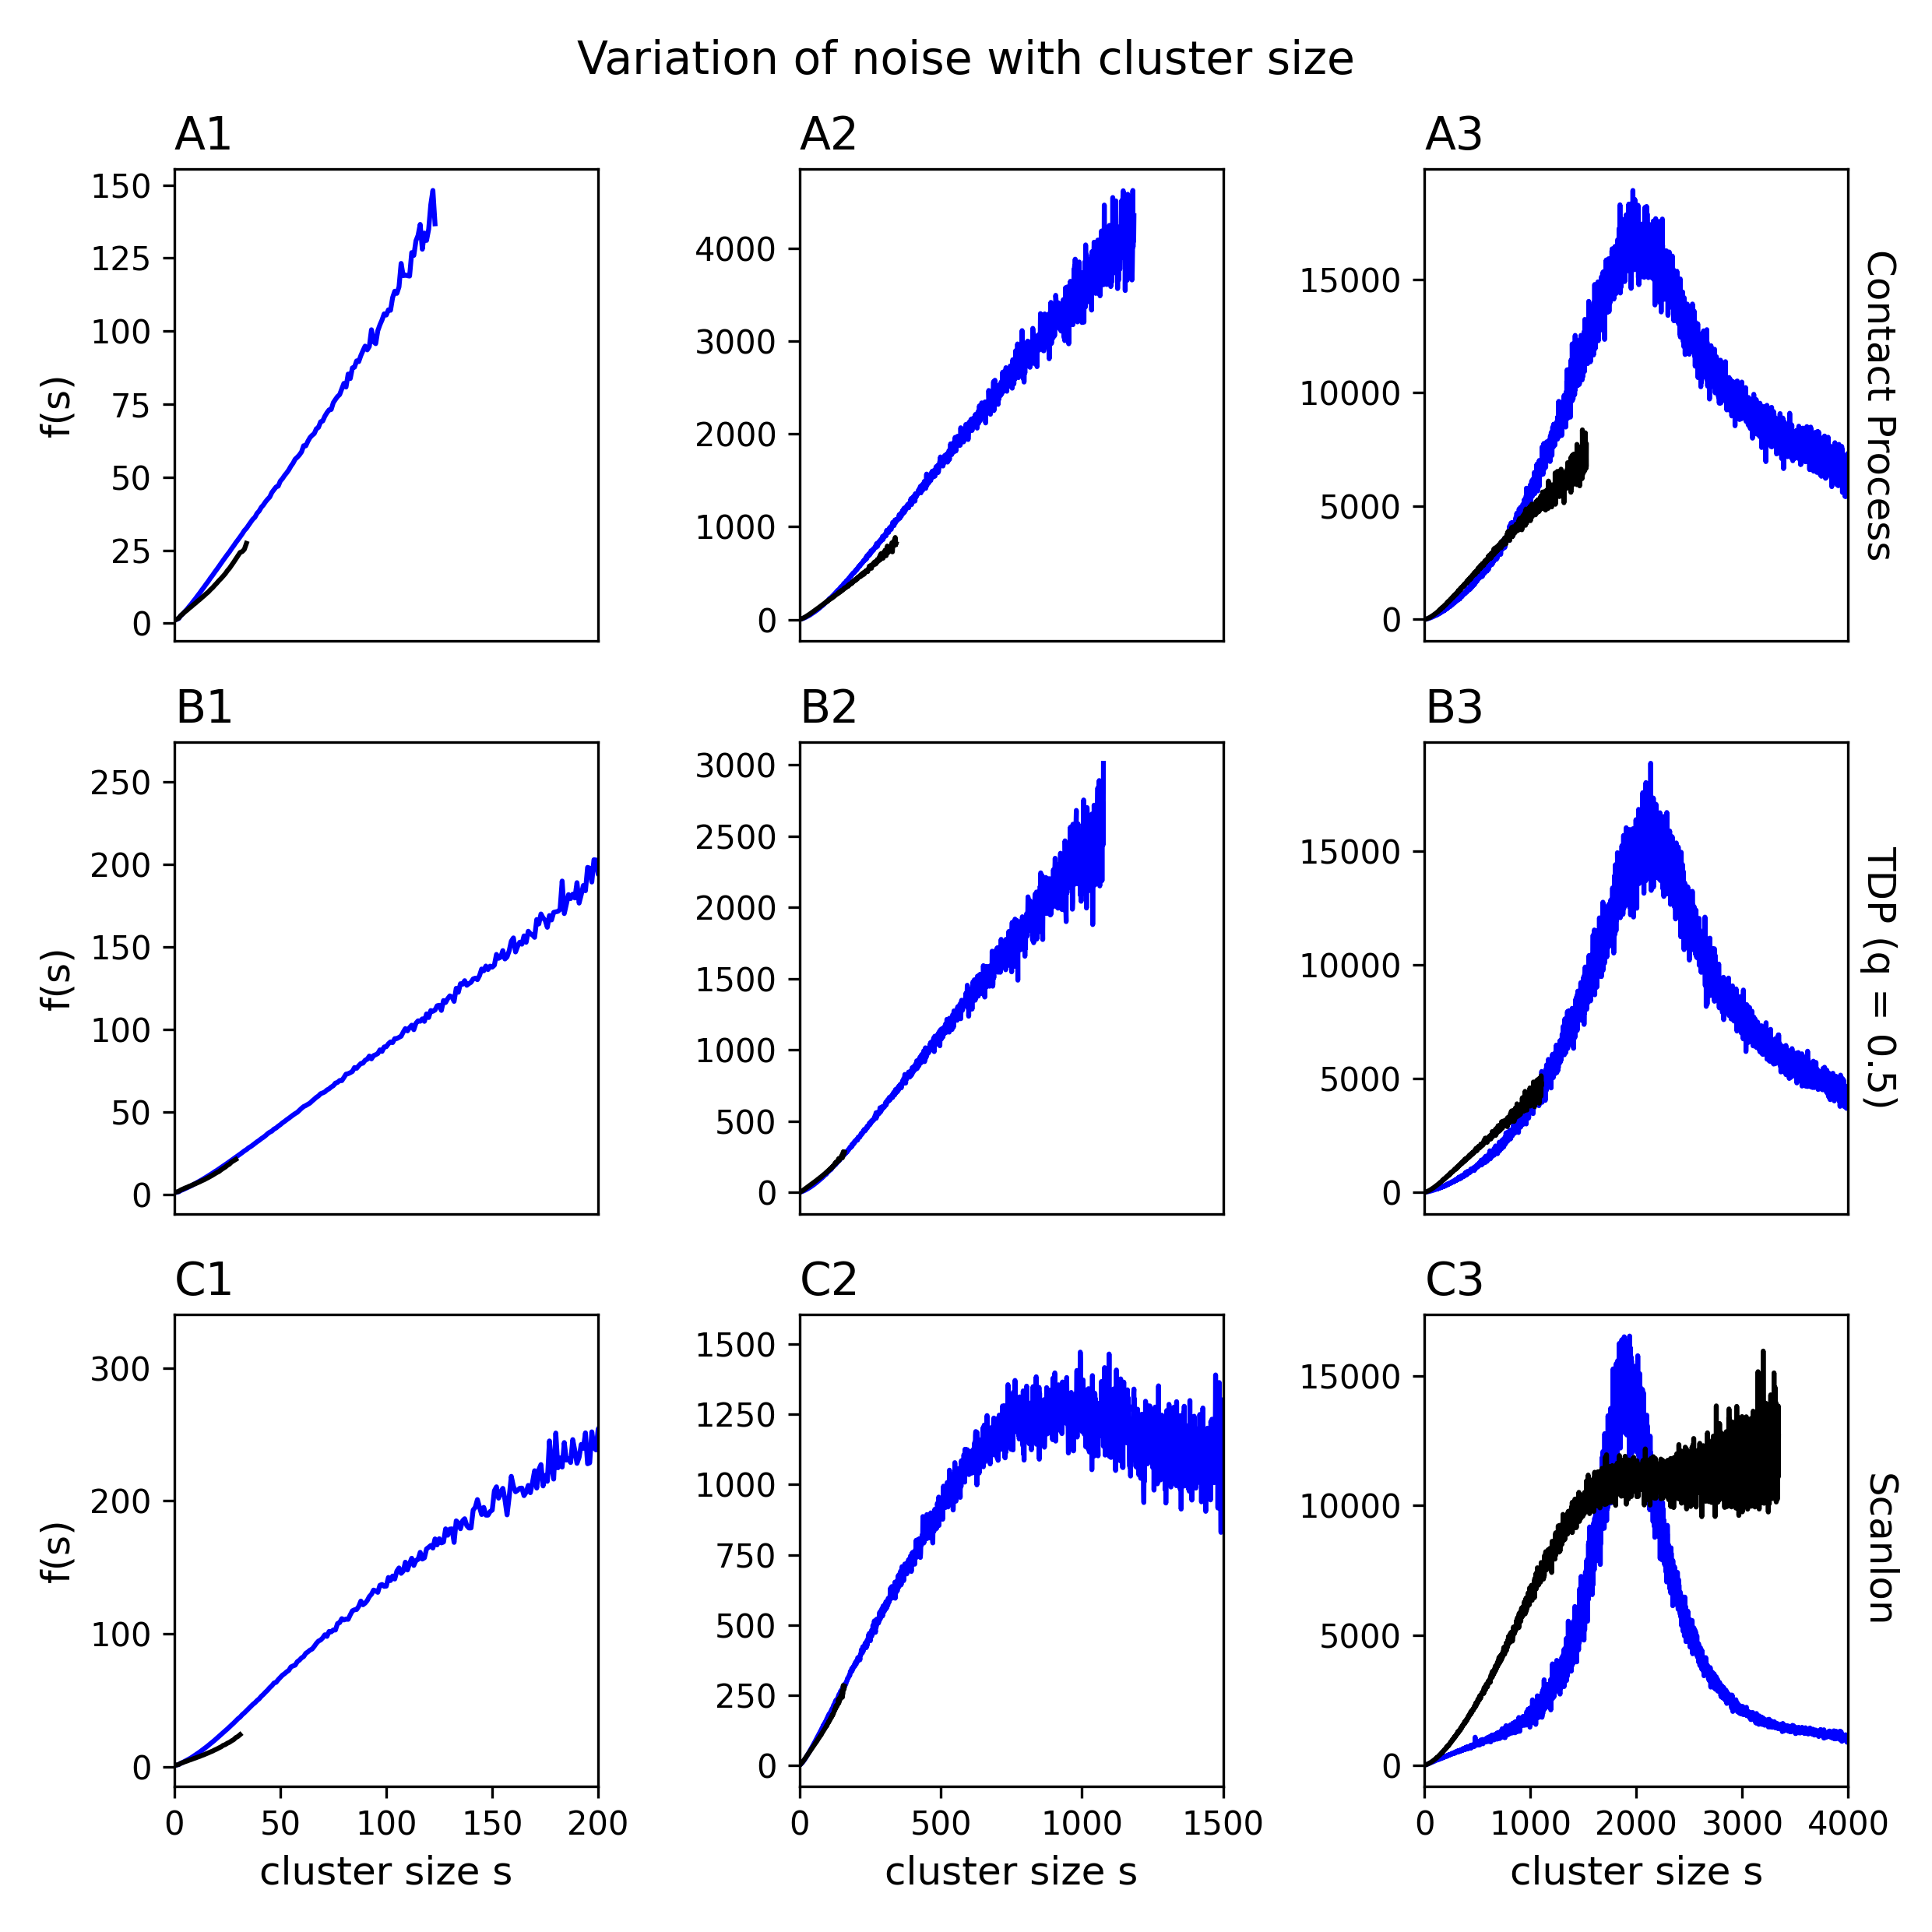 Variation of noise with cluster size
A1
A2
A3
150
125
100
75
50
25
0
f(s)
4000
3000
2000
1000
0
15000
10000
5000
0
Contact Process
B1
B2
B3
250
200
150
100
50
0
f(s)
3000
2500
2000
1500
1000
500
0
15000
10000
5000
0
TDP (q = 0.5)
C1
C2
C3
300
200
100
0
f(s)
1500
1250
1000
750
500
250
0
15000
10000
5000
0
Scanlon
0 50 100 150 200
0 500 1000 1500
0 1000 2000 3000 4000
cluster size s
cluster size s
cluster size s